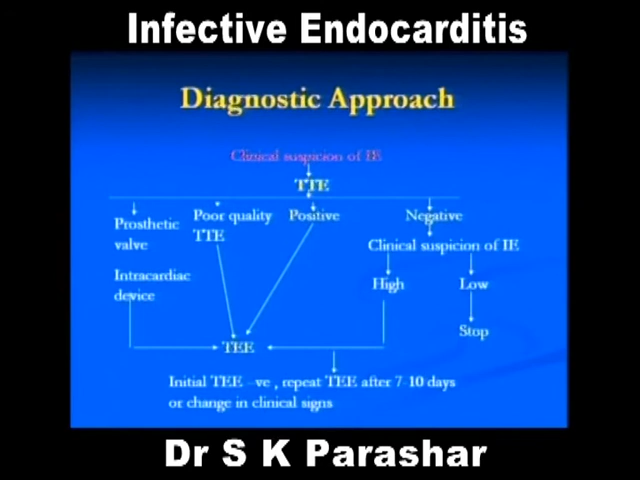 Infective Endocarditis
Diagnostic Approach
Clinical suspicion of IE
TTE
Prosthetic
valve
Intracardiac
device
Poor quality
TTE
Positive
Negative
Clinical suspicion of IE
High
Low
Stop
TEE
Initial TEE –ve , repeat TEE after 7-10 days
or change in clinical signs
Dr S K Parashar